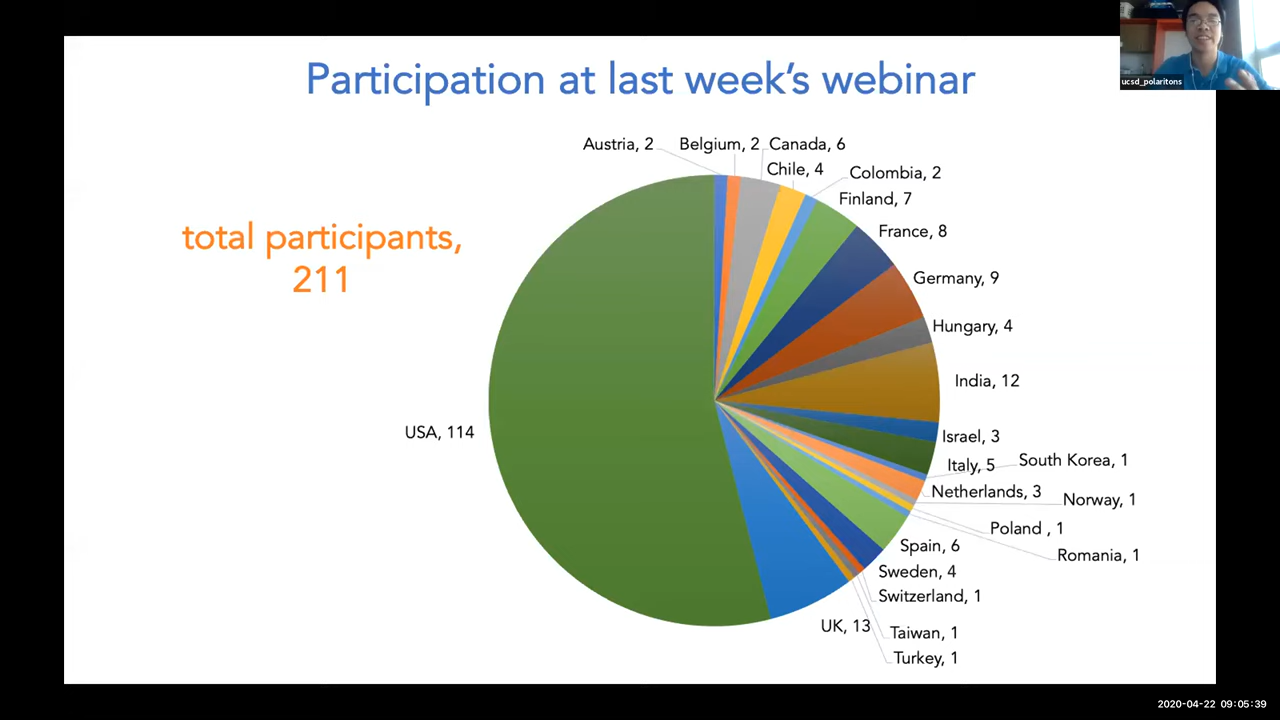 Participation at last week's webinar
ucsd_polaritons
total participants,
211
Austria, 2
Belgium, 2
Canada, 6
Chile, 4
Colombia, 2
Finland, 7
France, 8
Germany, 9
Hungary, 4
India, 12
Israel, 3
Italy, 5
South Korea, 1
Netherlands, 3
Norway, 1
Poland , 1
Romania, 1
Spain, 6
Sweden, 4
Switzerland, 1
Taiwan, 1
Turkey, 1
UK, 13
USA, 114
2020-04-22 09:05:39